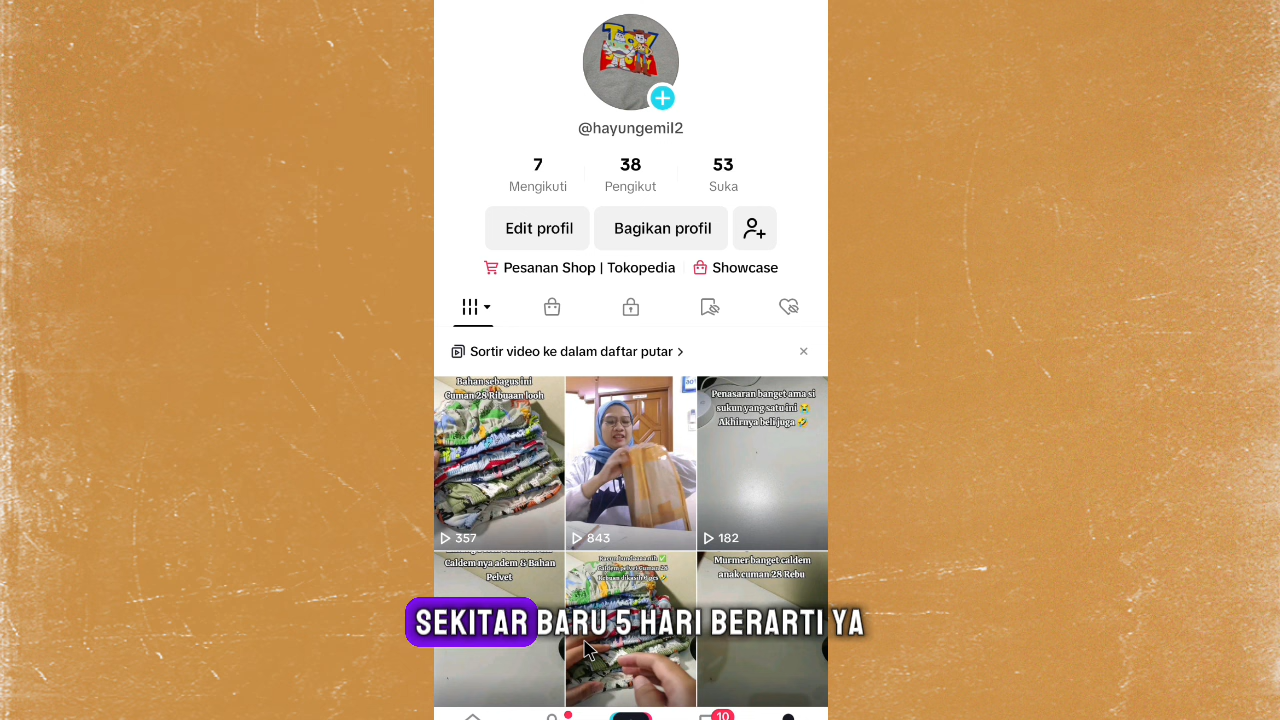 TOY
@hayungemil2
7 38 53
Mengikuti Pengikut Suka
Edit profil Bagikan profil
Pesanan Shop | Tokopedia Showcase
Sortir video ke dalam daftar putar >
Bahan sebagus ini
Cuman 28 Ribuaan looh
357
843
Penasaran banget ama si
sukun yang satu ini 😭
Akhirnya beli juga 🤣
182
Caldem nya adem & Bahan
Pelvet
Murmer banget caldem
anak cuman 28 Rebu
SEKITAR BARU 5 HARI BERARTI YA
10